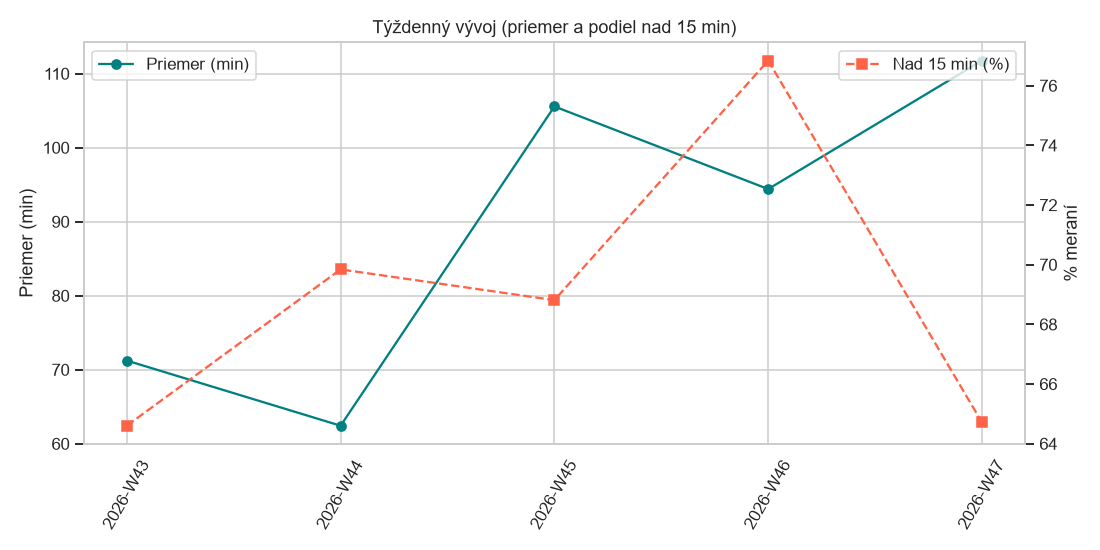 Týždenný vývoj (priemer a podiel nad 15 min)
Priemer (min)
Nad 15 min (%)
Priemer (min)
110
100
90
80
70
60
% meraní
76
74
72
70
68
66
64
2026-W43
2026-W44
2026-W45
2026-W46
2026-W47